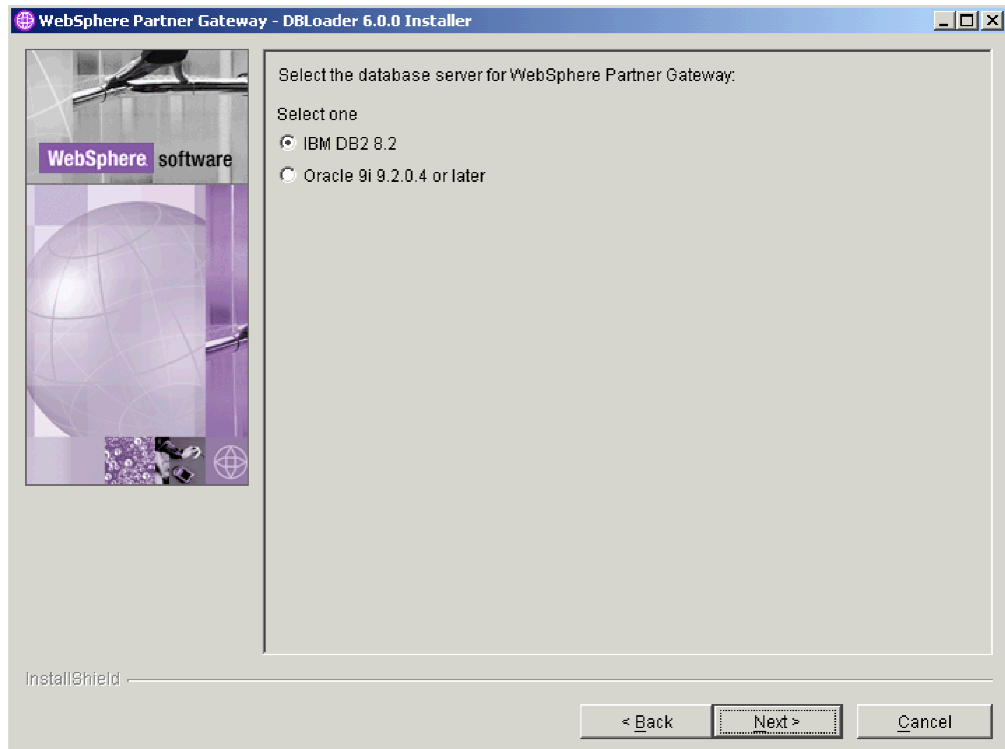 WebSphere Partner Gateway - DBLoader 6.0.0 Installer
WebSphere software
Select the database server for WebSphere Partner Gateway:
Select one
IBM DB2 8.2
Oracle 9i 9.2.0.4 or later
InstallShield
< Back
Next >
Cancel